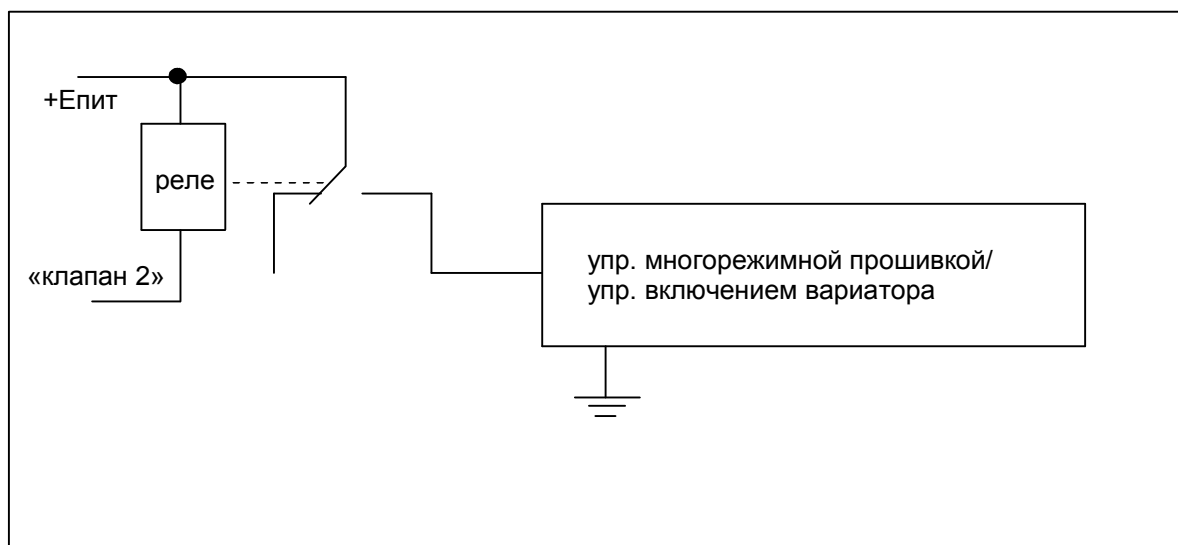 +Епит
реле
«клапан 2»
упр. многорежимной прошивкой/
упр. включением вариатора